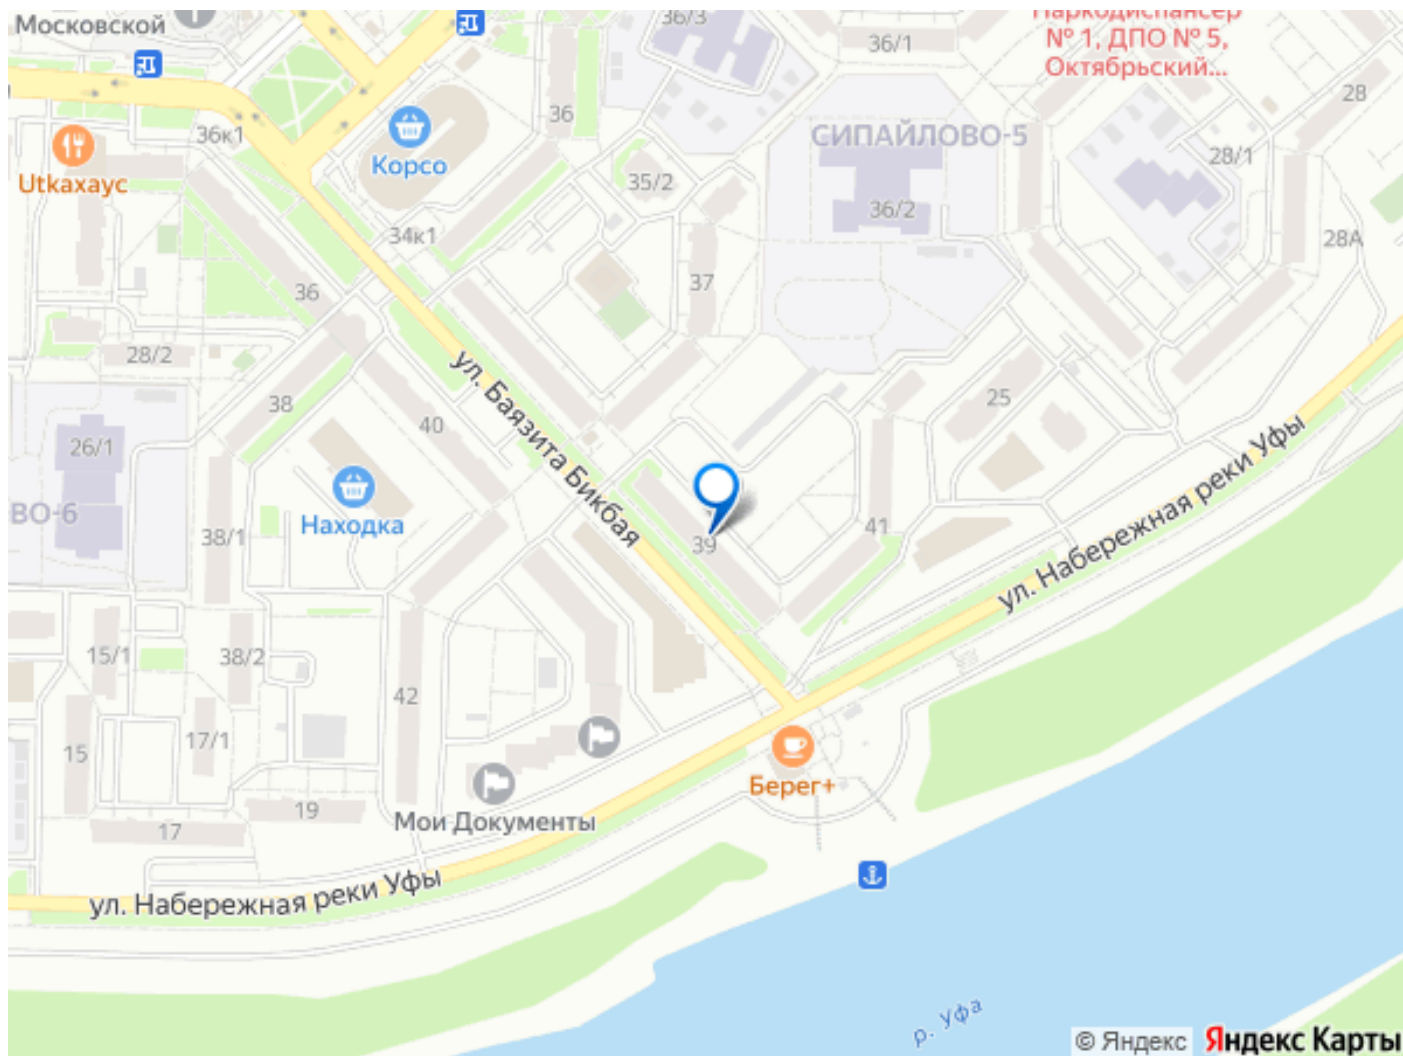 Московской
36/3
36/1
Наркодиспансер
№ 1, ДПО № 5,
Октябрьский...
28
36
36к1
Корсо
СИПАЙЛОВО-5
28/1
Utkaхаус
35/2
36/2
34к1
28А
37
36
28/2
38
40
25
26/1
ул. Баязита Бикбая
ВО-6
Находка
38/1
39
41
ул. Набережная реки Уфы
15/1
38/2
42
15
17/1
Берег+
19
17
Мои Документы
ул. Набережная реки Уфы
р. Уфа
© Яндекс Яндекс Карты